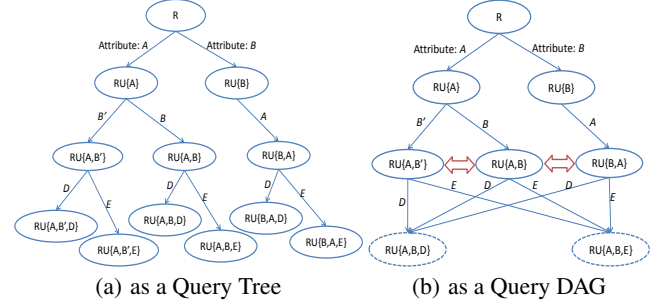 R
Attribute: A
Attribute: B
RU{A}
RU{B}
B'
B
A
RU{A,B'}
RU{A,B}
RU{B,A}
D
E
D
E
D
E
RU{A,B',D}
RU{A,B,D}
RU{B,A,D}
RU{A,B',E}
RU{A,B,E}
RU{B,A,E}
(a) as a Query Tree
R
Attribute: A
Attribute: B
RU{A}
RU{B}
B'
B
A
RU{A,B'}
RU{A,B}
RU{B,A}
D
E
D
E
D
E
RU{A,B,D}
RU{A,B,E}
(b) as a Query DAG